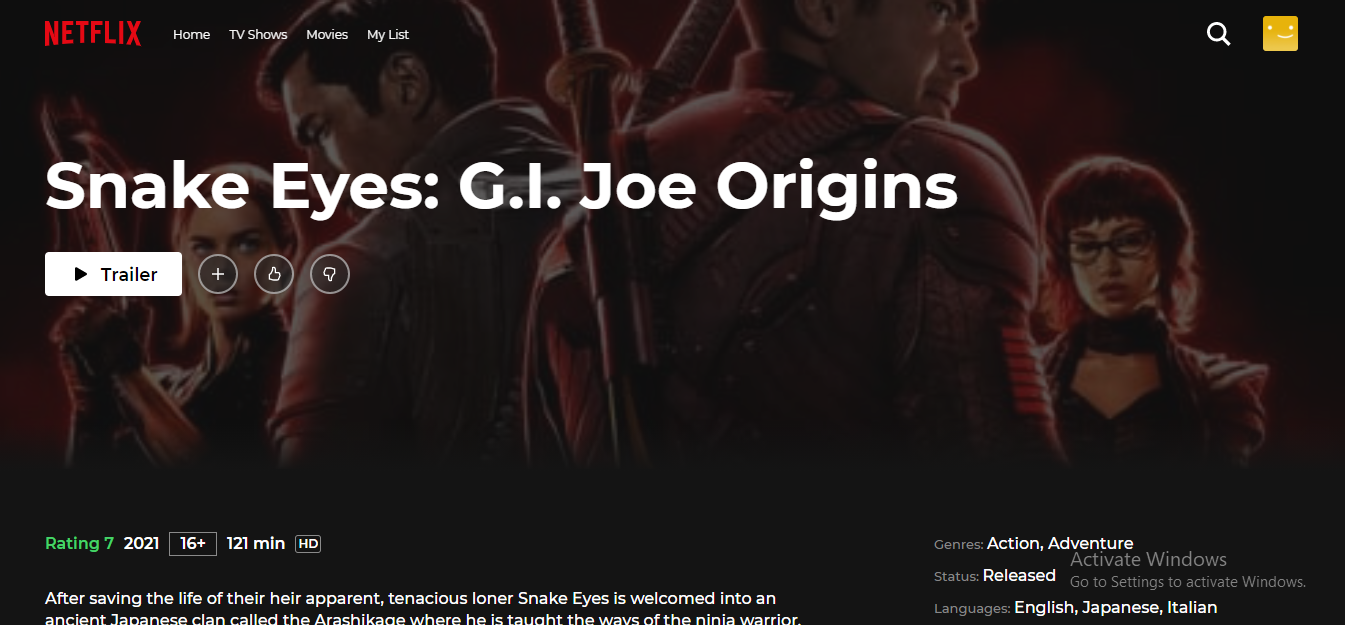 NETFLIX Home TV Shows Movies My List
Snake Eyes: G.I. Joe Origins
Trailer
Rating 7 2021 16+ 121 min HD
After saving the life of their heir apparent, tenacious loner Snake Eyes is welcomed into an
ancient Japanese clan called the Arashikage where he is taught the ways of the ninja warrior.
Genres: Action, Adventure
Status: Released
Languages: English, Japanese, Italian
Activate Windows
Go to Settings to activate Windows.